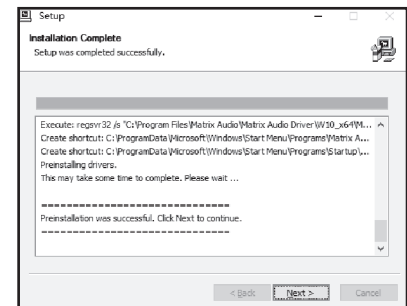 Setup
Installation Complete
Setup was completed successfully.
Execute: regsvr32 /s "C:\Program Files\Matrix Audio\Matrix Audio Driver\W10_x64\M...
Create shortcut: C:\ProgramData\Microsoft\Windows\Start Menu\Programs\Matrix A...
Create shortcut: C:\ProgramData\Microsoft\Windows\Start Menu\Programs\Startup\...
Preinstalling drivers.
This may take some time to complete. Please wait ...
==============================
Preinstallation was successful. Click Next to continue.
==============================
< Back Next > Cancel